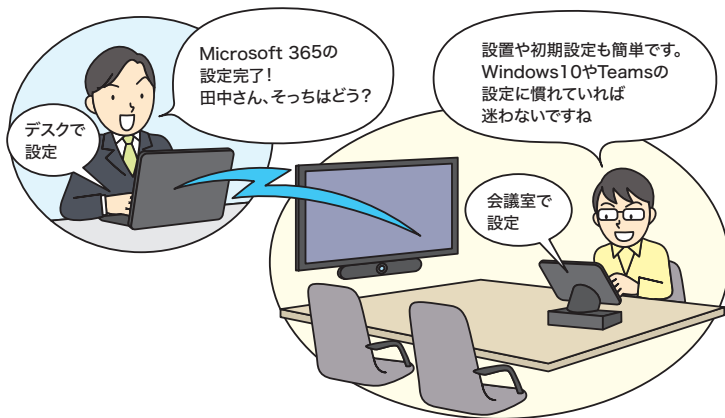 Microsoft 365の
設定完了！
田中さん、そっちはどう？
デスクで
設定
設置や初期設定も簡単です。
Windows10やTeamsの
設定に慣れていれば
迷わないですね
会議室で
設定